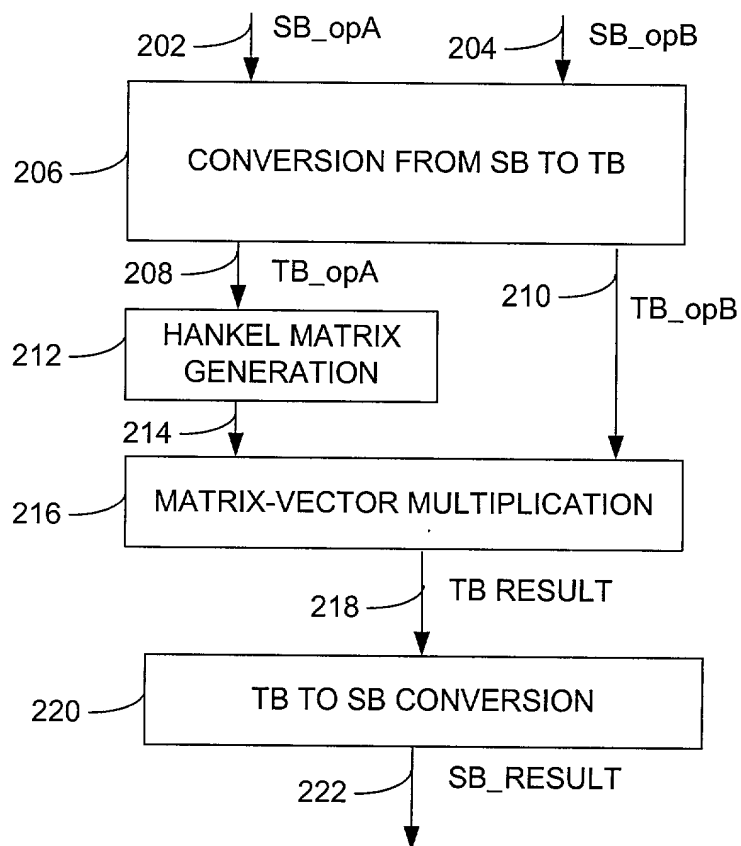 202 SB_opA 204 SB_opB
206 CONVERSION FROM SB TO TB
208 TB_opA 210 TB_opB
212 HANKEL MATRIX
GENERATION
214
216 MATRIX-VECTOR MULTIPLICATION
218 TB RESULT
220 TB TO SB CONVERSION
222 SB_RESULT